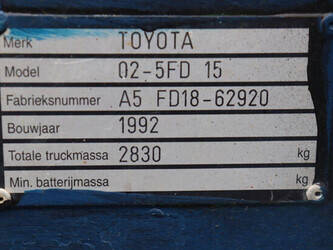 Merk TOYOTA
Model 02-5FD 15
Fabrieksnummer A5 FD18-62920
Bouwjaar 1992
Totale truckmassa 2830 kg
Min. batterijmassa kg